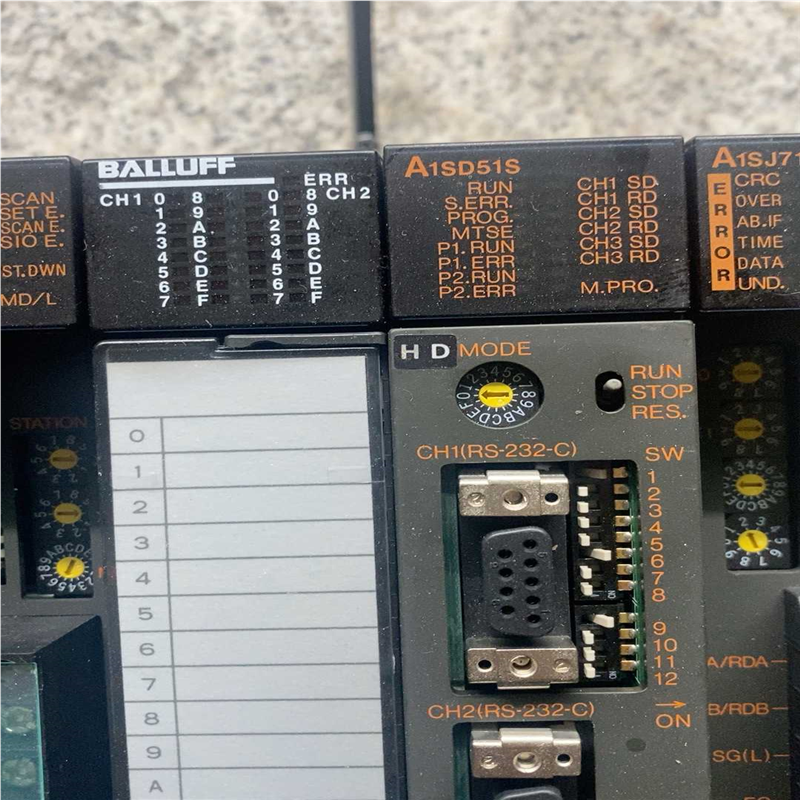 SCAN
SET E.
SCAN E.
SIO E.
ST.DWN
MD/L
STATION
BALLUFF
ERR
CH1 0 8 0 8 CH2
1 9 1 9
2 A 2 A
3 B 3 B
4 C 4 C
5 D 5 D
6 E 6 E
7 F 7 F
0
1
2
3
4
5
6
7
8
9
A
A1SD51S
RUN CH1 SD
S.ERR. CH1 RD
PROG. CH2 SD
MTSE CH2 RD
P1.RUN CH3 SD
P1.ERR CH3 RD
P2.RUN
P2.ERR M.PRO.
HD MODE
0123456789ABCDEF
RUN
STOP
RES.
CH1(RS-232-C) SW
1
2
3
4
5
6
7
8
9
10
11
12
→
ON
CH2(RS-232-C)
A1SJ71
ERROR
CRC
OVER
AB.IF
TIME
DATA
UND.
A/RDA
B/RDB
SG(L)